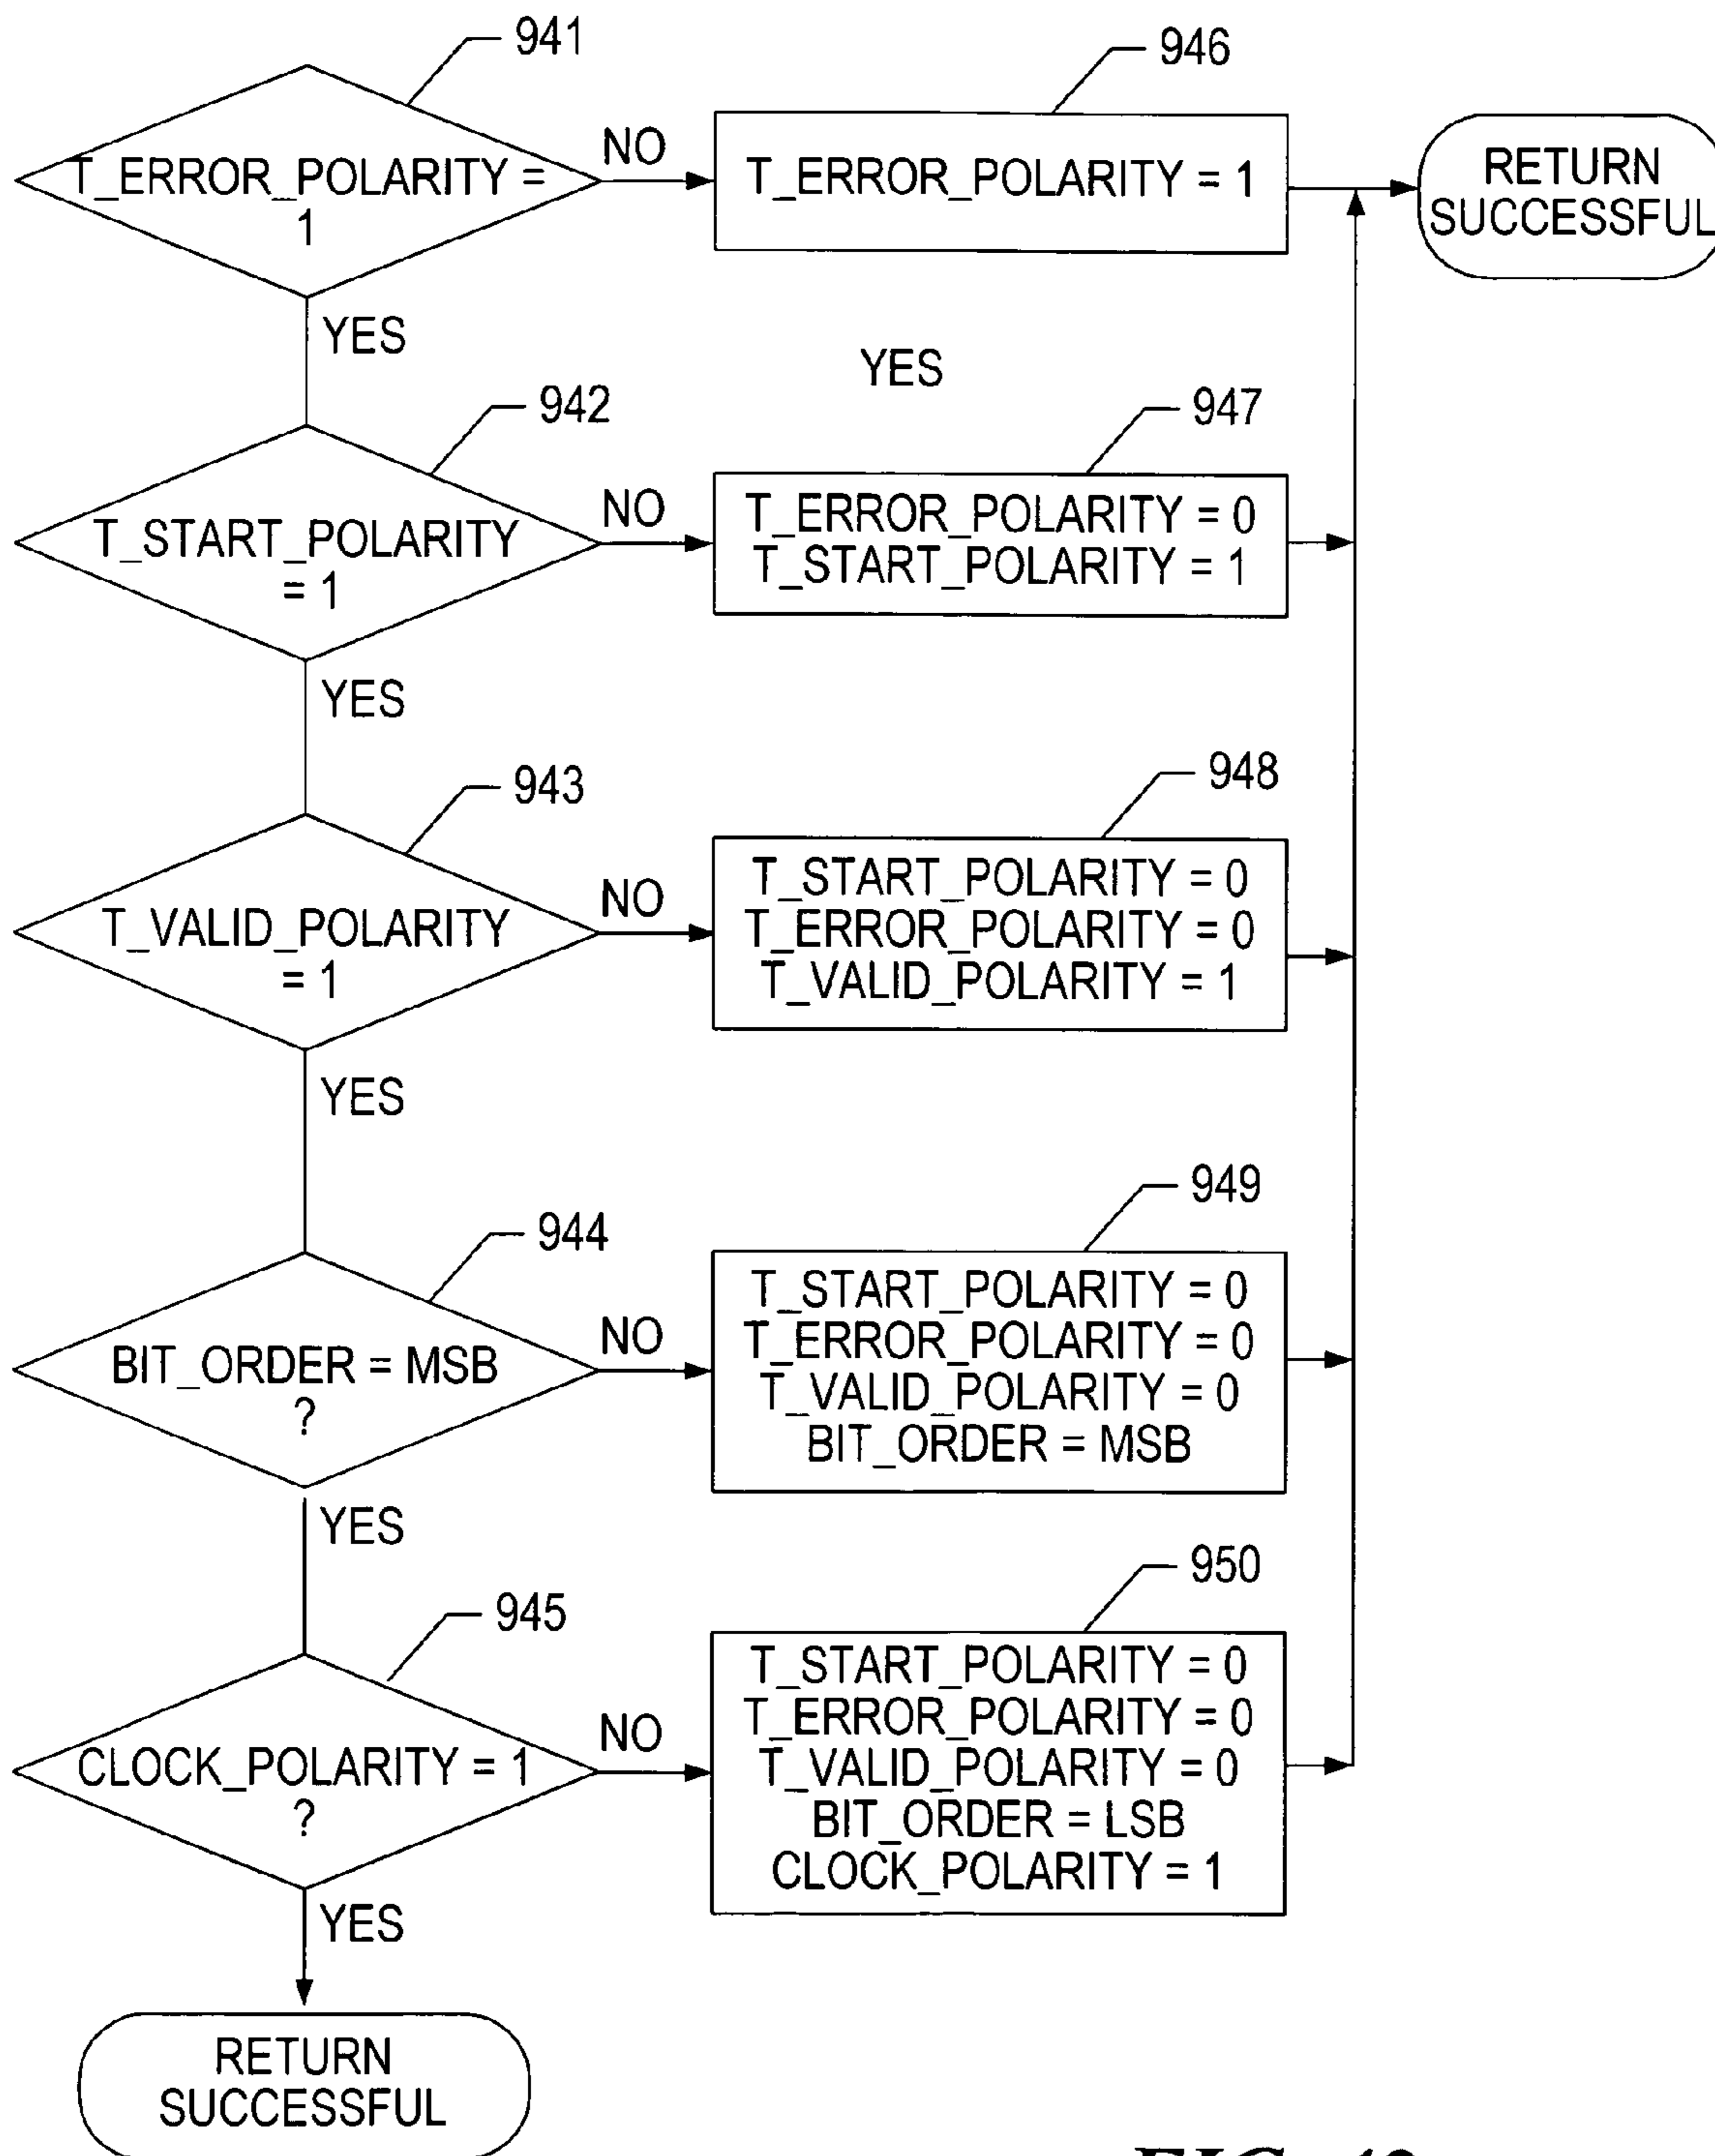 941
T_ERROR_POLARITY =
1
NO
946
T_ERROR_POLARITY = 1
RETURN
SUCCESSFUL
YES
YES
942
T_START_POLARITY
= 1
NO
947
T_ERROR_POLARITY = 0
T_START_POLARITY = 1
YES
943
T_VALID_POLARITY
= 1
NO
948
T_START_POLARITY = 0
T_ERROR_POLARITY = 0
T_VALID_POLARITY = 1
YES
944
BIT_ORDER = MSB
?
NO
949
T_START_POLARITY = 0
T_ERROR_POLARITY = 0
T_VALID_POLARITY = 0
BIT_ORDER = MSB
YES
945
CLOCK_POLARITY = 1
?
NO
950
T_START_POLARITY = 0
T_ERROR_POLARITY = 0
T_VALID_POLARITY = 0
BIT_ORDER = LSB
CLOCK_POLARITY = 1
YES
RETURN
SUCCESSFUL